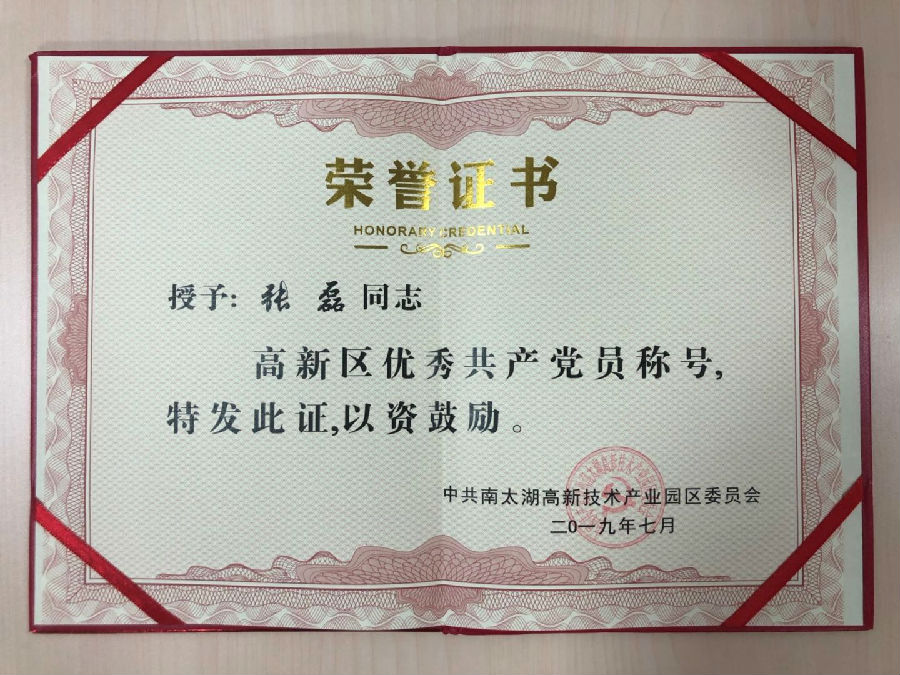 荣誉证书
HONORARY CREDENTIAL
授予: 张 磊 同志
高新区优秀共产党员称号,
特发此证,以资鼓励。
中共南太湖高新技术产业园区委员会
二0一九年七月